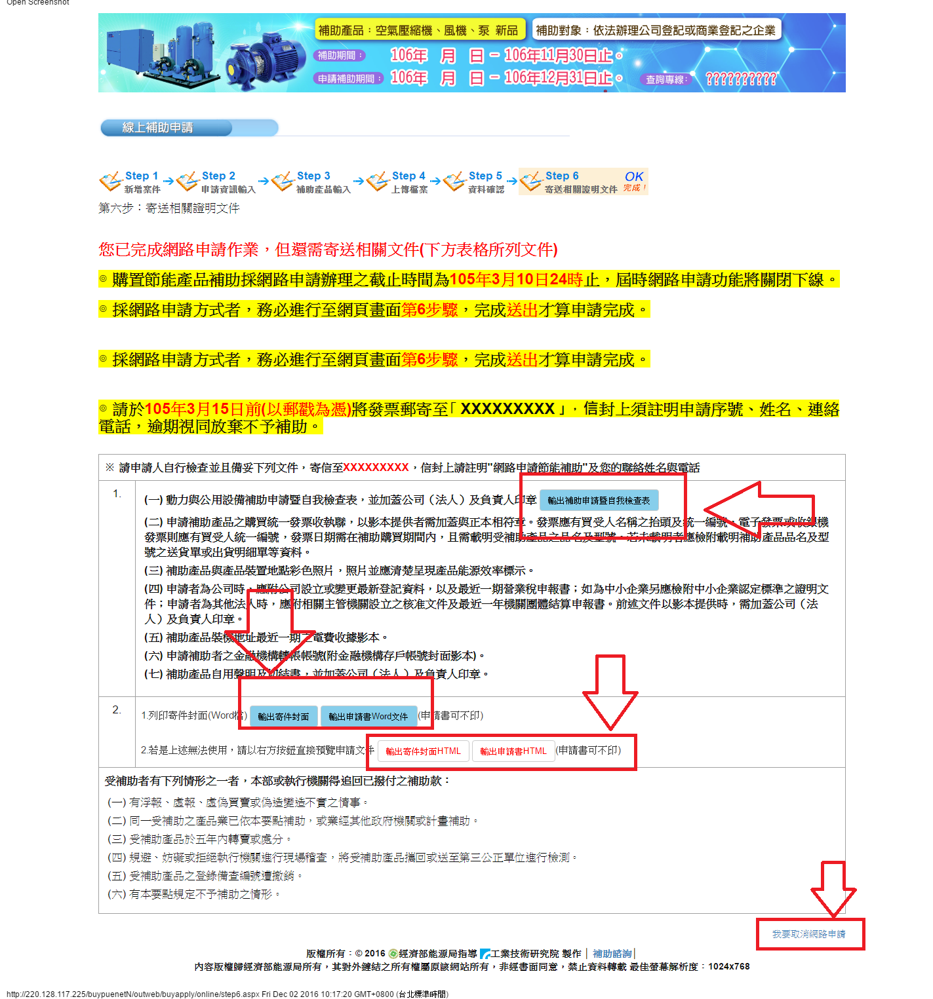 Open Screenshot
補助產品：空氣壓縮機、風機、泵 新品 補助對象：依法辦理公司登記或商業登記之企業
補助期間： 106年 月 日 - 106年11月30日止。
申請補助期間： 106年 月 日 - 106年12月31日止。 查詢專線： ??????????
線上補助申請
Step 1 Step 2 Step 3 Step 4 Step 5 Step 6 OK
新增案件 申請資訊輸入 補助產品輸入 上傳檔案 資料確認 寄送相關證明文件 完成！
第六步：寄送相關證明文件
您已完成網路申請作業，但還需寄送相關文件(下方表格所列文件)
◎ 購置節能產品補助採網路申請辦理之截止時間為105年3月10日24時止，屆時網路申請功能將關閉下線。
◎ 採網路申請方式者，務必進行至網頁畫面第6步驟，完成送出才算申請完成。
◎ 採網路申請方式者，務必進行至網頁畫面第6步驟，完成送出才算申請完成。
◎ 請於105年3月15日前(以郵戳為憑)將發票郵寄至「 XXXXXXXXX 」，信封上須註明申請序號、姓名、連絡
電話，逾期視同放棄不予補助。
※ 請申請人自行檢查並且備妥下列文件，寄信至XXXXXXXXX，信封上請註明"網路申請節能補助"及您的聯絡姓名與電話
1.
(一) 動力與公用設備補助申請暨自我檢查表，並加蓋公司（法人）及負責人印章 輸出補助申請暨自我檢查表
(二) 申請補助產品之購買統一發票收執聯，以影本提供者需加蓋與正本相符章。發票應有買受人名稱之抬頭及統一編號，電子發票或收銀機
發票則應有買受人統一編號，發票日期需在補助購買期間內，且需載明受補助產品之品名及型號。若未載明者應檢附載明補助產品品名及型
號之送貨單或出貨明細單等資料。
(三) 補助產品與產品裝置地點彩色照片，照片並應清楚呈現產品能源效率標示。
(四) 申請者為公司時，應附公司設立或變更最新登記資料，以及最近一期營業稅申報書；如為中小企業另應檢附中小企業認定標準之證明文
件；申請者為其他法人時，應附相關主管機關設立之核准文件及最近一年機關團體結算申報書。前述文件以影本提供時，需加蓋公司（法
人）及負責人印章。
(五) 補助產品裝機地址最近一期之電費收據影本。
(六) 申請補助者之金融機構轉帳帳號(附金融機構存戶帳號封面影本)。
(七) 補助產品自用聲明及切結書，並加蓋公司（法人）及負責人印章。
2.
1.列印寄件封面(Word檔) 輸出寄件封面 輸出申請書Word文件 (申請書可不印)
2.若是上述無法使用，請以右方按鈕直接預覽申請文件 輸出寄件封面HTML 輸出申請書HTML (申請書可不印)
受補助者有下列情形之一者，本部或執行機關得追回已撥付之補助款：
(一) 有浮報、虛報、虛偽買賣或偽造變造不實之情事。
(二) 同一受補助之產品業已依本要點補助，或業經其他政府機關或計畫補助。
(三) 受補助產品於五年內轉賣或處分。
(四) 規避、妨礙或拒絕執行機關進行現場稽查，將受補助產品攜回或送至第三公正單位進行檢測。
(五) 受補助產品之登錄備查編號遭撤銷。
(六) 有本要點規定不予補助之情形。
我要取消網路申請
版權所有：© 2016 經濟部能源局指導 工業技術研究院 製作 | 補助諮詢|
內容版權歸經濟部能源局所有，其對外鏈結之所有權屬原該網站所有，非經書面同意，禁止資料轉載 最佳螢幕解析度：1024x768
http://220.128.117.225/buypuenetN/outweb/buyapply/online/step6.aspx Fri Dec 02 2016 10:17:20 GMT+0800 (台北標準時間)